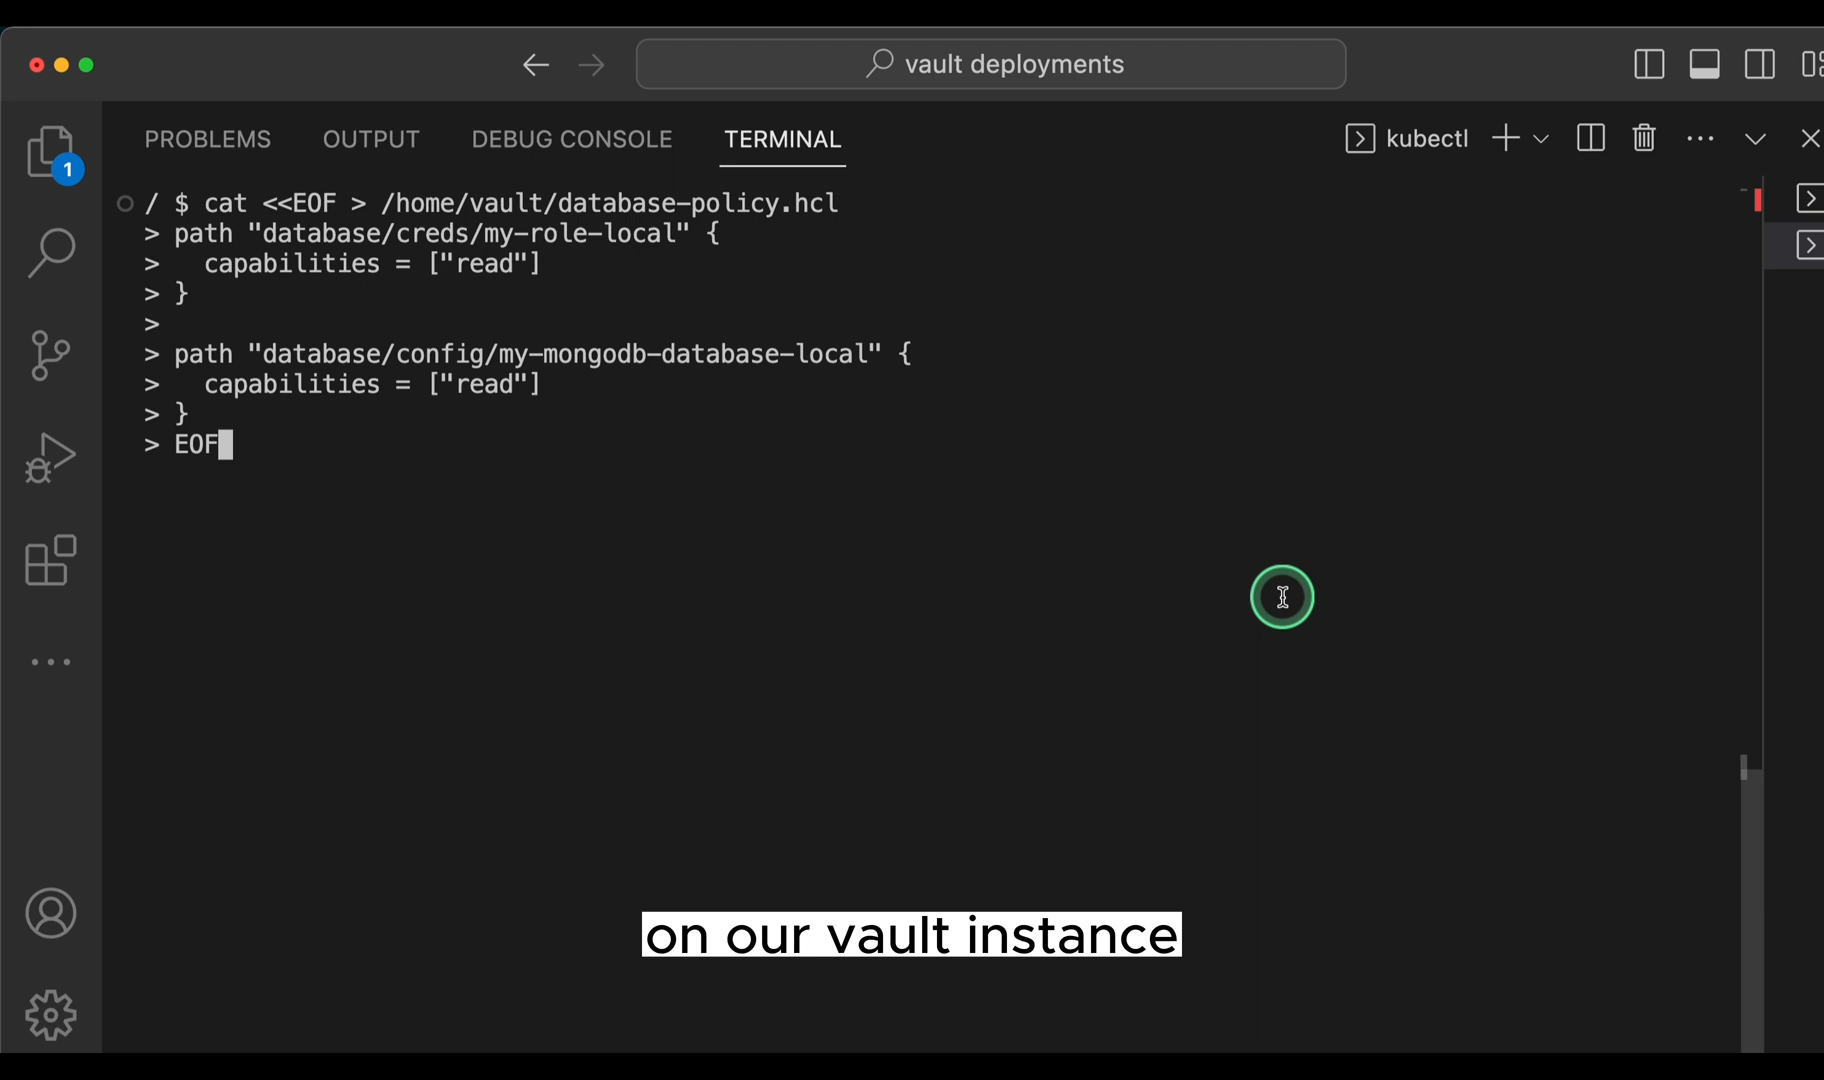 vault deployments
PROBLEMS OUTPUT DEBUG CONSOLE TERMINAL kubectl
1
/ $ cat <<EOF > /home/vault/database-policy.hcl
> path "database/creds/my-role-local" {
>   capabilities = ["read"]
> }
>
> path "database/config/my-mongodb-database-local" {
>   capabilities = ["read"]
> }
> EOF
on our vault instance